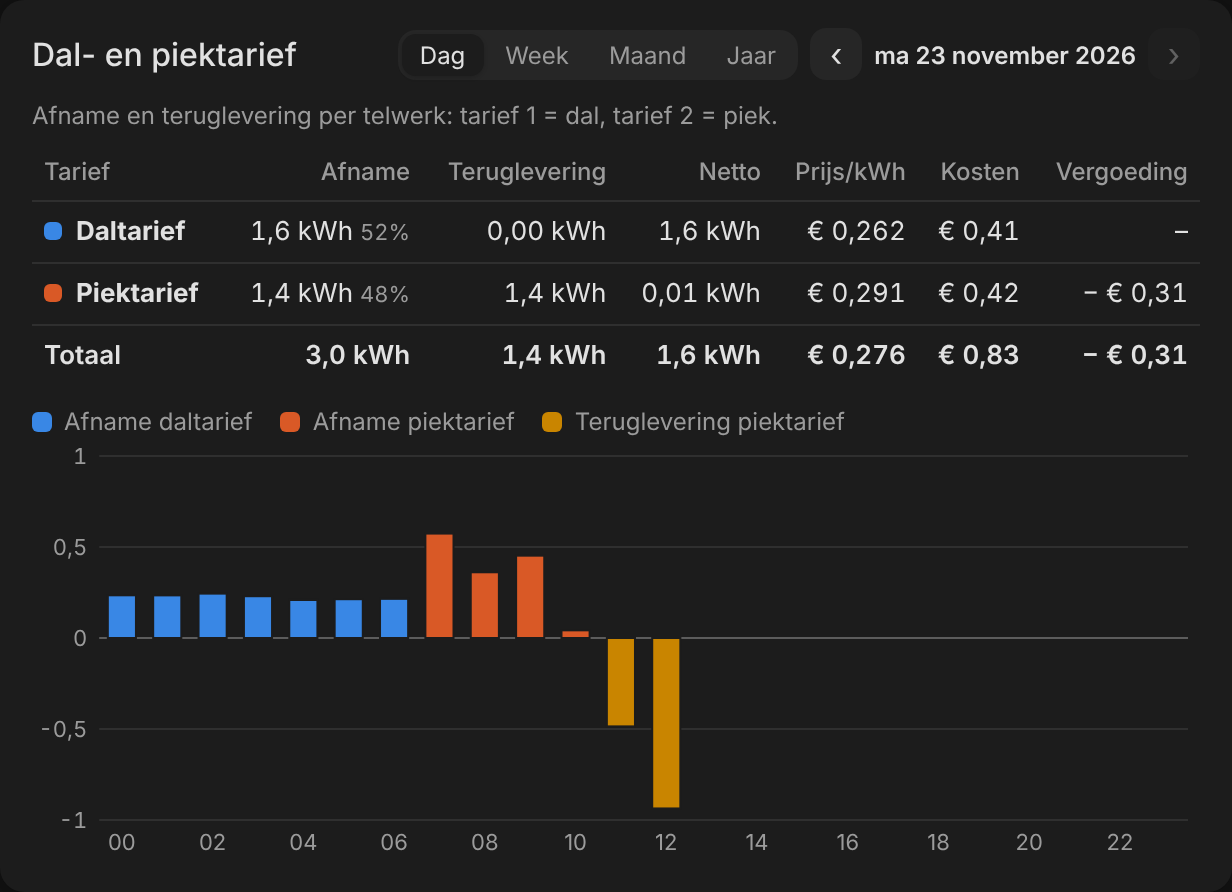 Dal- en piektarief Dag Week Maand Jaar ‹ ma 23 november 2026 ›
Afname en teruglevering per telwerk: tarief 1 = dal, tarief 2 = piek.
Tarief Afname Teruglevering Netto Prijs/kWh Kosten Vergoeding
Daltarief 1,6 kWh 52% 0,00 kWh 1,6 kWh € 0,262 € 0,41 –
Piektarief 1,4 kWh 48% 1,4 kWh 0,01 kWh € 0,291 € 0,42 − € 0,31
Totaal 3,0 kWh 1,4 kWh 1,6 kWh € 0,276 € 0,83 − € 0,31
Afname daltarief Afname piektarief Teruglevering piektarief
1
0,5
0
-0,5
-1
00 02 04 06 08 10 12 14 16 18 20 22